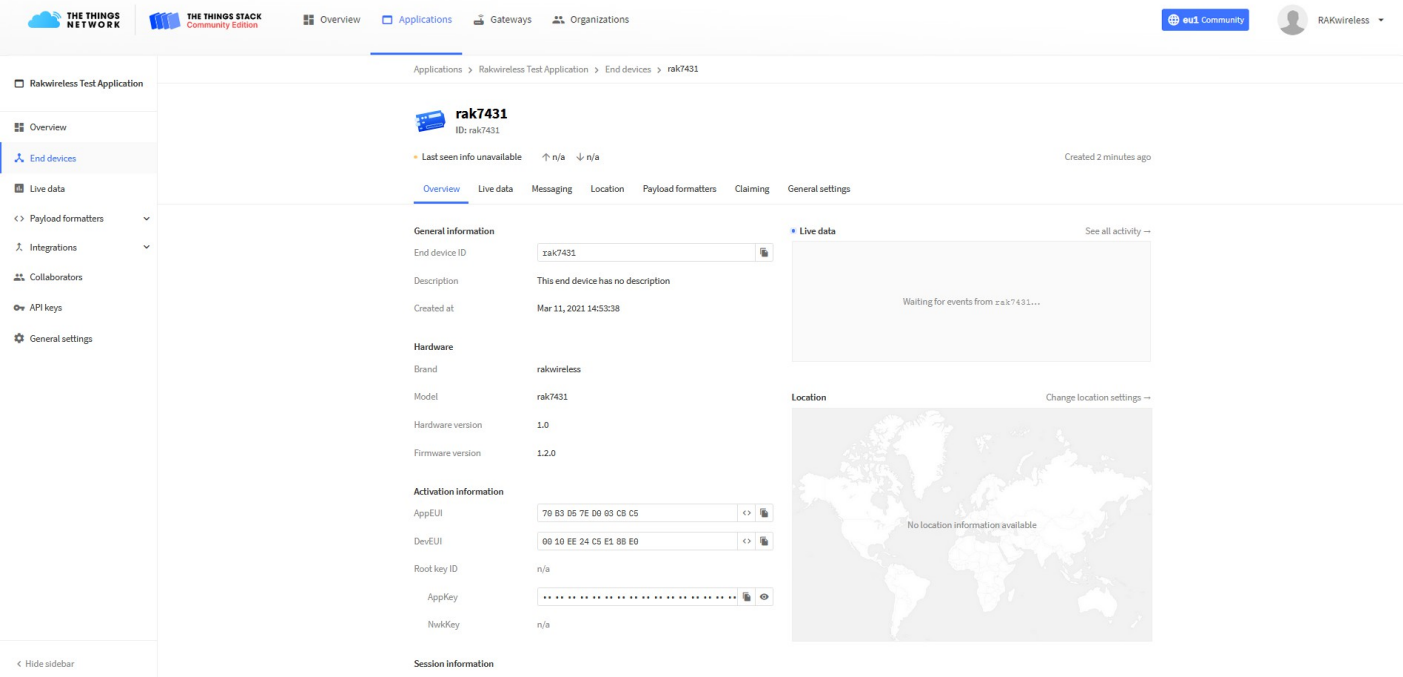 THE THINGS NETWORK
THE THINGS STACK
Community Edition
Overview
Applications
Gateways
Organizations
eu1 Community
RAKwireless
Rakwireless Test Application
Overview
End devices
Live data
Payload formatters
Integrations
Collaborators
API keys
General settings
< Hide sidebar
Applications > Rakwireless Test Application > End devices > rak7431
rak7431
ID: rak7431
Last seen info unavailable ↑ n/a ↓ n/a
Created 2 minutes ago
Overview Live data Messaging Location Payload formatters Claiming General settings
General information
End device ID rak7431
Description This end device has no description
Created at Mar 11, 2021 14:53:38
Hardware
Brand rakwireless
Model rak7431
Hardware version 1.0
Firmware version 1.2.0
Activation information
AppEUI 70 B3 D5 7E D0 03 CB C5
DevEUI 00 10 EE 24 C5 E1 88 E0
Root key ID n/a
AppKey •• •• •• •• •• •• •• •• •• •• •• •• •• •• •• ••
NwkKey n/a
Session information
Live data
See all activity →
Waiting for events from rak7431...
Location
Change location settings →
No location information available